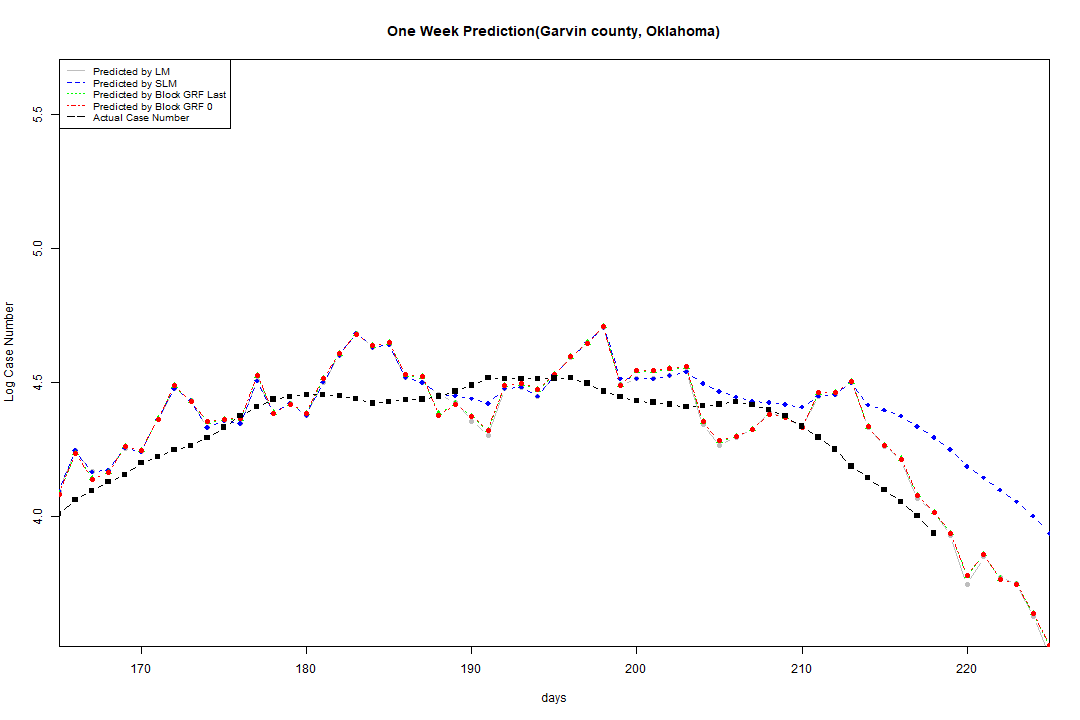 One Week Prediction(Garvin county, Oklahoma)
Predicted by LM
Predicted by SLM
Predicted by Block GRF Last
Predicted by Block GRF 0
Actual Case Number
5.5
5.0
4.5
4.0
Log Case Number
170 180 190 200 210 220
days